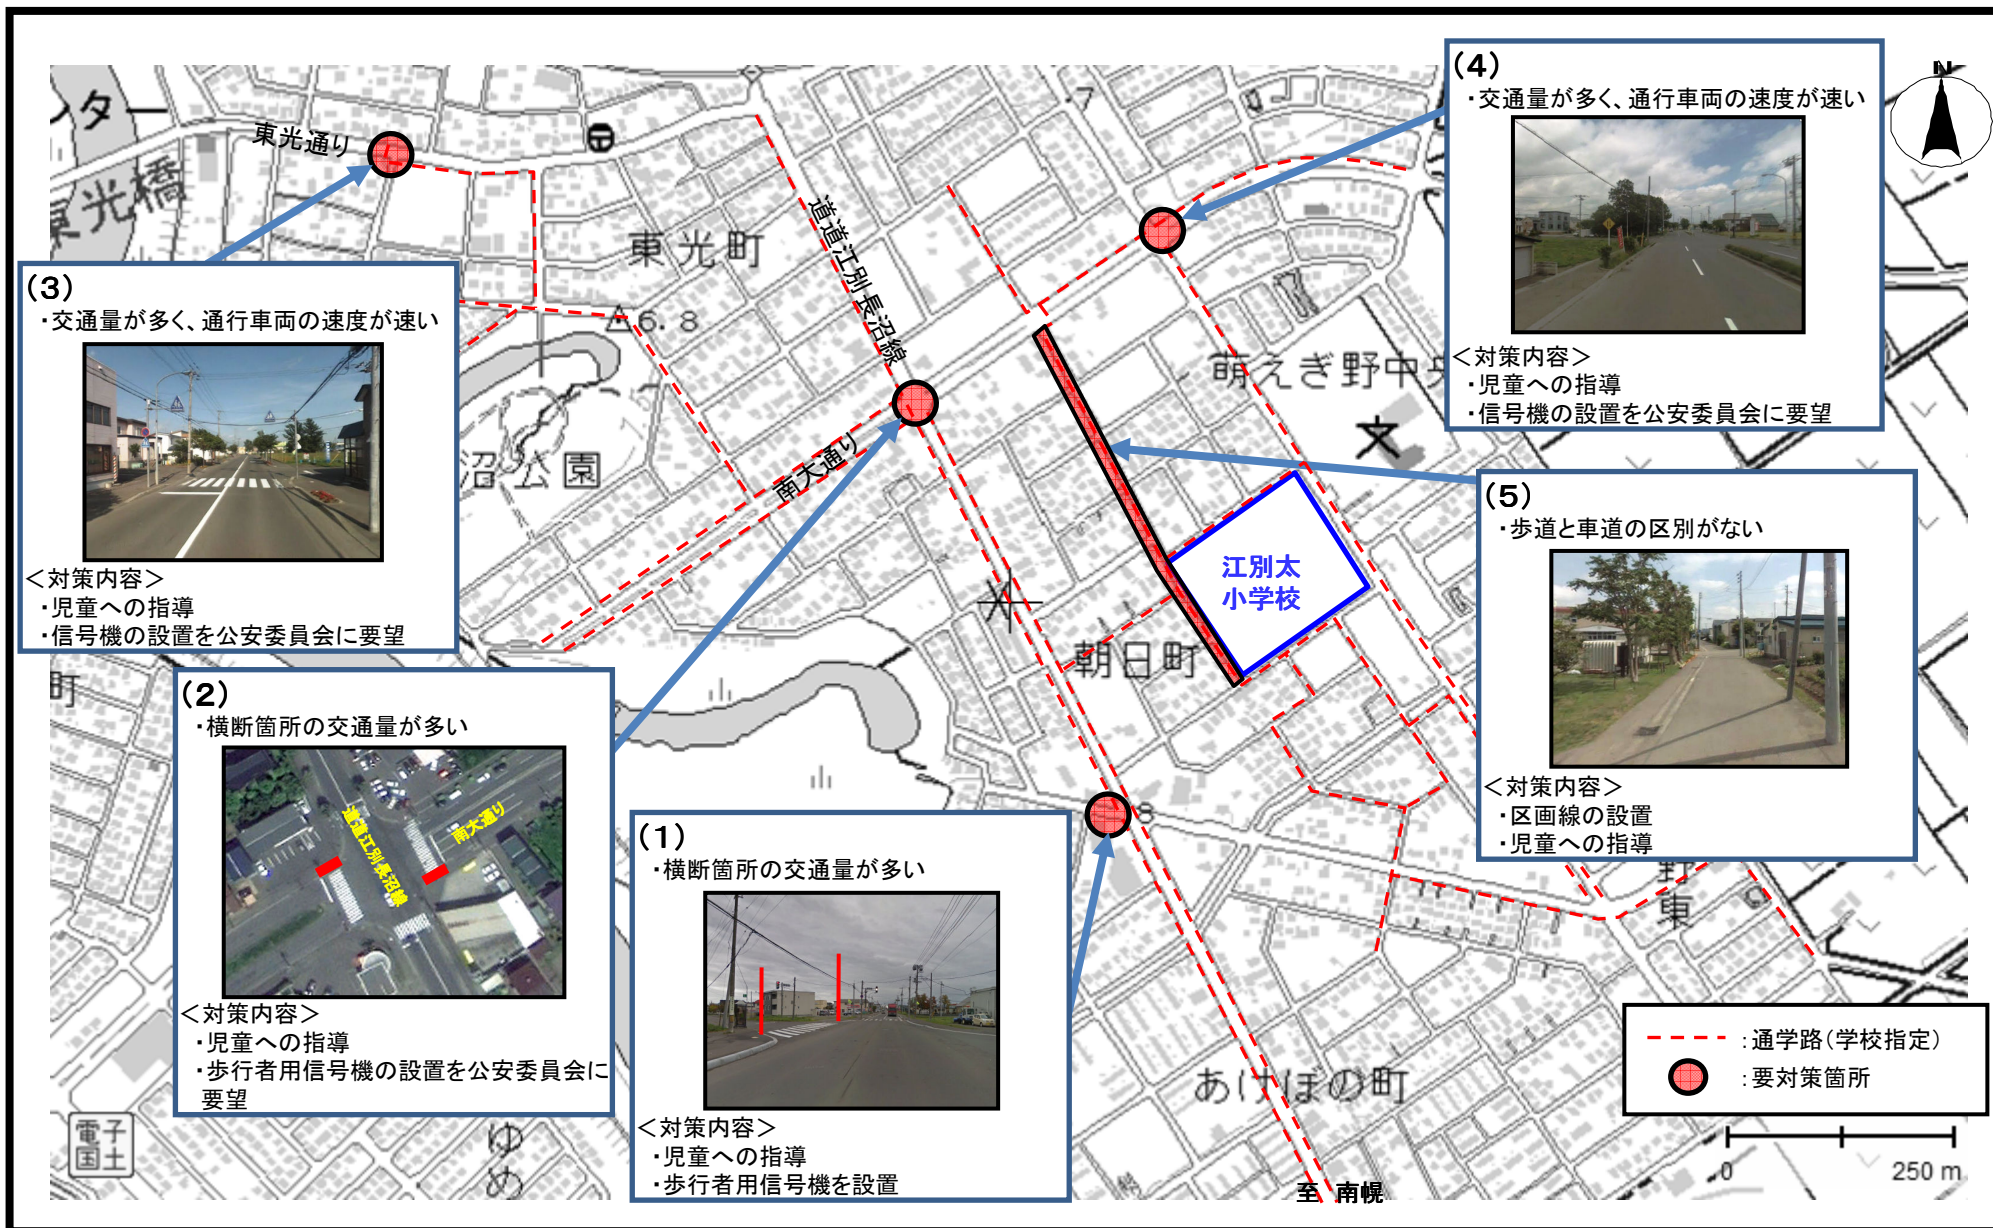 (4)
・交通量が多く、通行車両の速度が速い
<対策内容>
・児童への指導
・信号機の設置を公安委員会に要望
N
東光通り
東光橋
東光町
道道江別長沼線
・7
6.8
(3)
・交通量が多く、通行車両の速度が速い
<対策内容>
・児童への指導
・信号機の設置を公安委員会に要望
萌えぎ野中央
文
沼公園
南大通り
(5)
・歩道と車道の区別がない
<対策内容>
・区画線の設置
・児童への指導
江別太
小学校
朝日町
町
(2)
・横断箇所の交通量が多い
道道江別長沼線
南大通り
<対策内容>
・児童への指導
・歩行者用信号機の設置を公安委員会に
要望
8
(1)
・横断箇所の交通量が多い
<対策内容>
・児童への指導
・歩行者用信号機を設置
野東
あけぼの町
:通学路(学校指定)
:要対策箇所
電子
国土
ゆめ
至 南幌
0
250 m